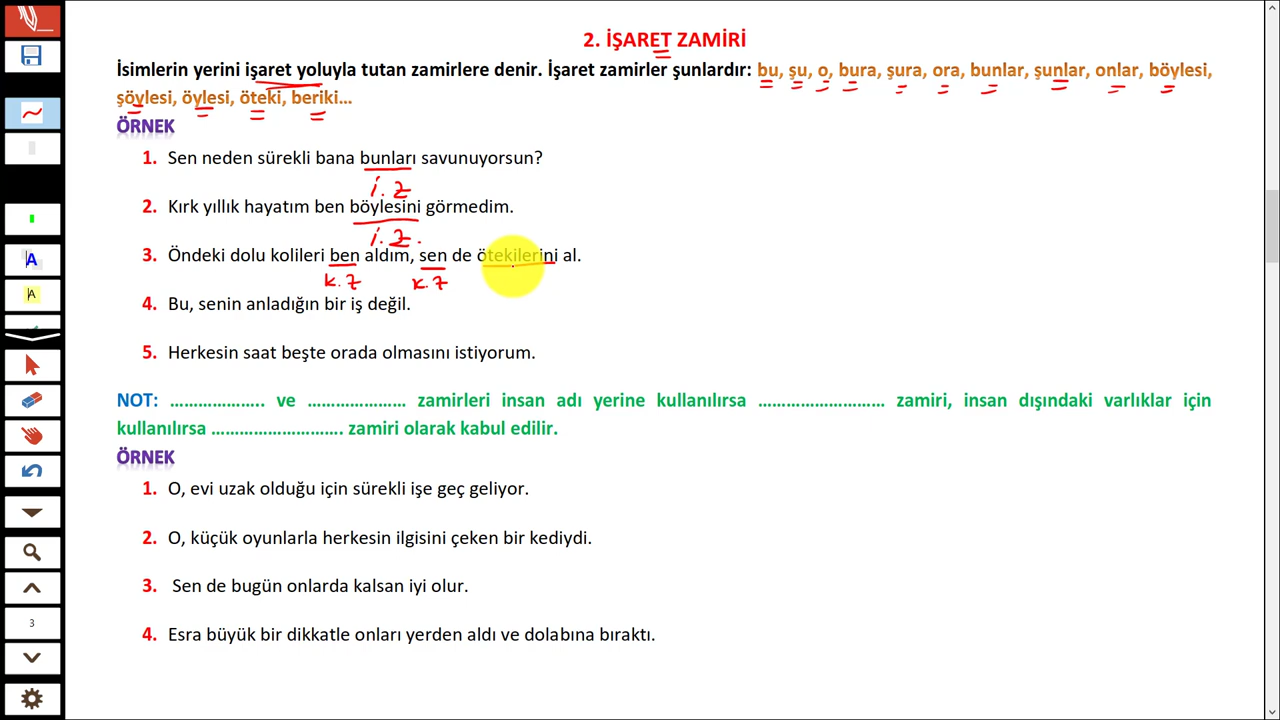 2. İŞARET ZAMİRİ
İsimlerin yerini işaret yoluyla tutan zamirlere denir. İşaret zamirler şunlardır: bu, şu, o, bura, şura, ora, bunlar, şunlar, onlar, böylesi,
şöylesi, öylesi, öteki, beriki...
ÖRNEK
1. Sen neden sürekli bana bunları savunuyorsun?
i. z
2. Kırk yıllık hayatım ben böylesini görmedim.
i. z.
3. Öndeki dolu kolileri ben aldım, sen de ötekilerini al.
k. z k. z
4. Bu, senin anladığın bir iş değil.
5. Herkesin saat beşte orada olmasını istiyorum.
NOT: ……………….. ve ………………… zamirleri insan adı yerine kullanılırsa ……………………… zamiri, insan dışındaki varlıklar için
kullanılırsa ……………………… zamiri olarak kabul edilir.
ÖRNEK
1. O, evi uzak olduğu için sürekli işe geç geliyor.
2. O, küçük oyunlarla herkesin ilgisini çeken bir kediydi.
3. Sen de bugün onlarda kalsan iyi olur.
4. Esra büyük bir dikkatle onları yerden aldı ve dolabına bıraktı.
A
A
3